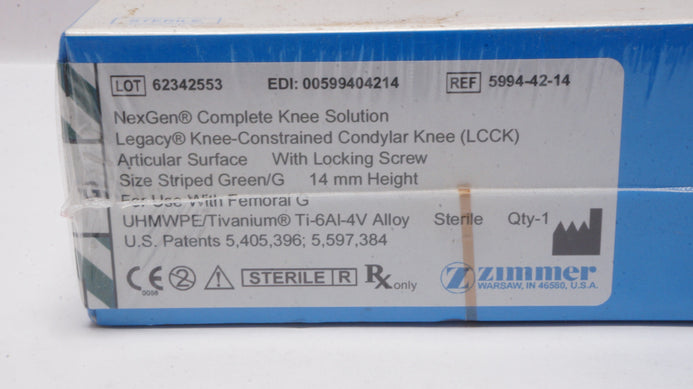 STERILE
LOT 62342553 EDI: 00599404214 REF 5994-42-14
NexGen® Complete Knee Solution
Legacy® Knee-Constrained Condylar Knee (LCCK)
Articular Surface With Locking Screw
Size Striped Green/G 14 mm Height
For Use With Femoral G
UHMWPE/Tivanium® Ti-6Al-4V Alloy Sterile Qty-1
U.S. Patents 5,405,396; 5,597,384
CE 2 STERILE R Rx only
0086
Z zimmer
WARSAW, IN 46580, U.S.A.
G